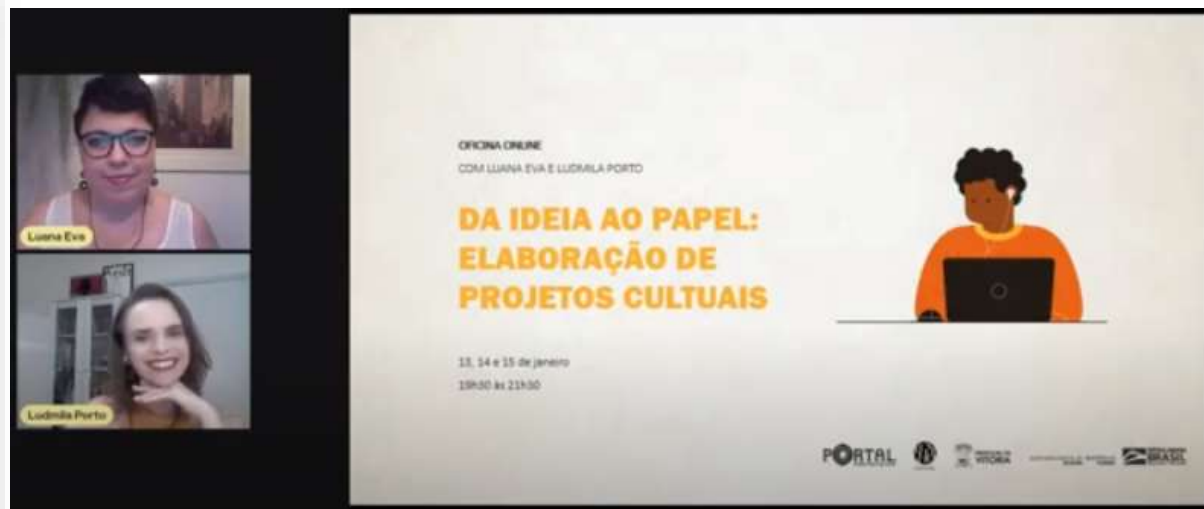 Luana Eva
Ludmila Porto
OFICINA ONLINE
COM LUANA EVA E LUDMILA PORTO
DA IDEIA AO PAPEL:
ELABORAÇÃO DE
PROJETOS CULTUAIS
13, 14 e 15 de janeiro
19h30 às 21h30
PORTAL
VITÓRIA
BRASIL